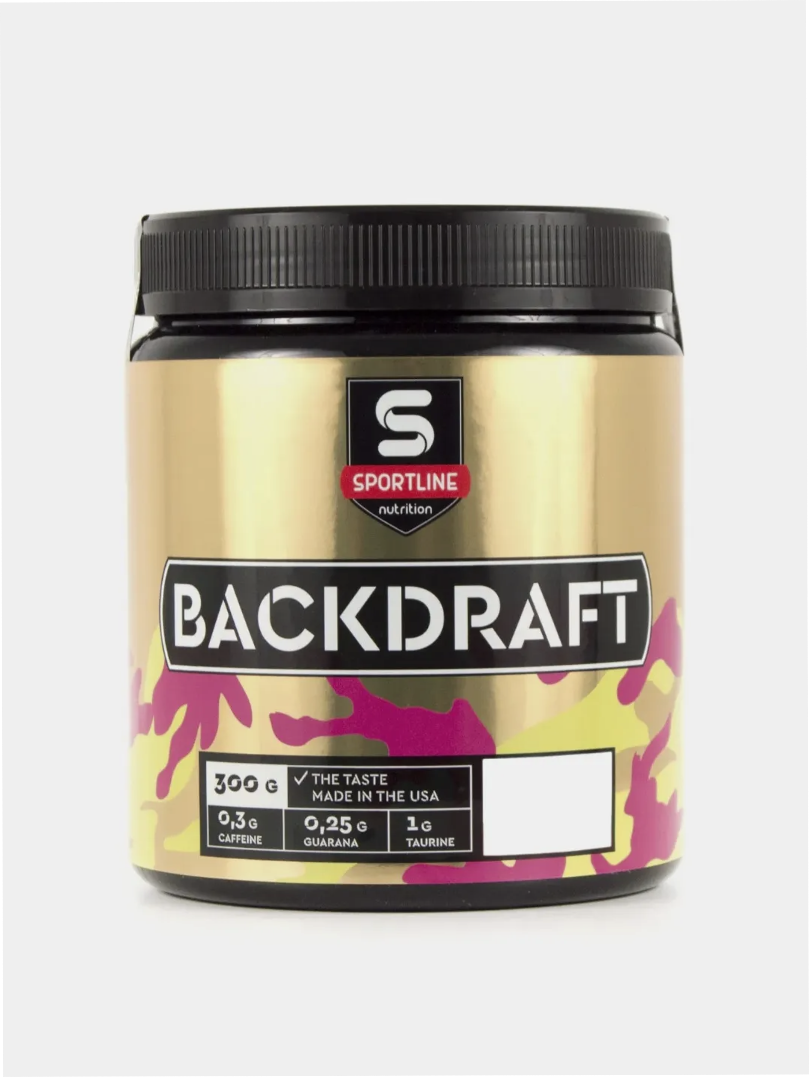 S
SPORTLINE
nutrition
BACKDRAFT
300 G
✓ THE TASTE
MADE IN THE USA
0,3 G
CAFFEINE
0,25 G
GUARANA
1 G
TAURINE